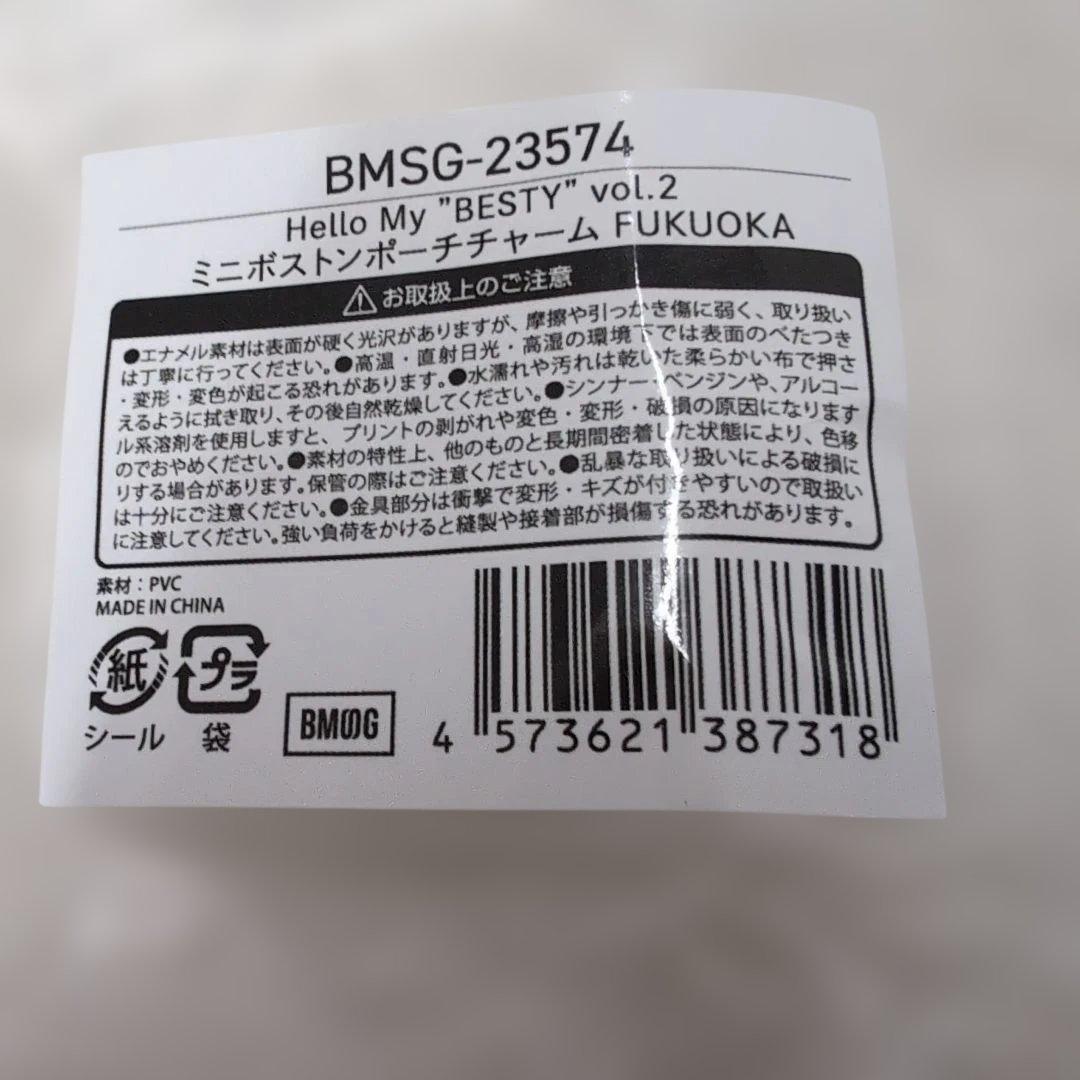 BMSG-23574
Hello My "BESTY" vol.2
ミニボストンポーチチャーム FUKUOKA
お取扱上のご注意
●エナメル素材は表面が硬く光沢がありますが、摩擦や引っかき傷に弱く、取り扱い
は丁寧に行ってください。●高温・直射日光・高湿の環境下では表面のべたつき
・変形・変色が起こる恐れがあります。●水濡れや汚れは乾いた柔らかい布で押さ
えるように拭き取り、その後自然乾燥してください。●シンナー・ベンジンや、アルコー
ル系溶剤を使用しますと、プリントの剥がれや変色・変形・破損の原因になります
のでおやめください。●素材の特性上、他のものと長期間密着した状態により、色移
りする場合があります。保管の際はご注意ください。●乱暴な取り扱いによる破損に
は十分にご注意ください。●金具部分は衝撃で変形・キズが付きやすいので取扱い
に注意してください。強い負荷をかけると縫製や接着部が損傷する恐れがあります。
素材：PVC
MADE IN CHINA
紙 プラ
シール 袋
BMSG
4 573621 387318